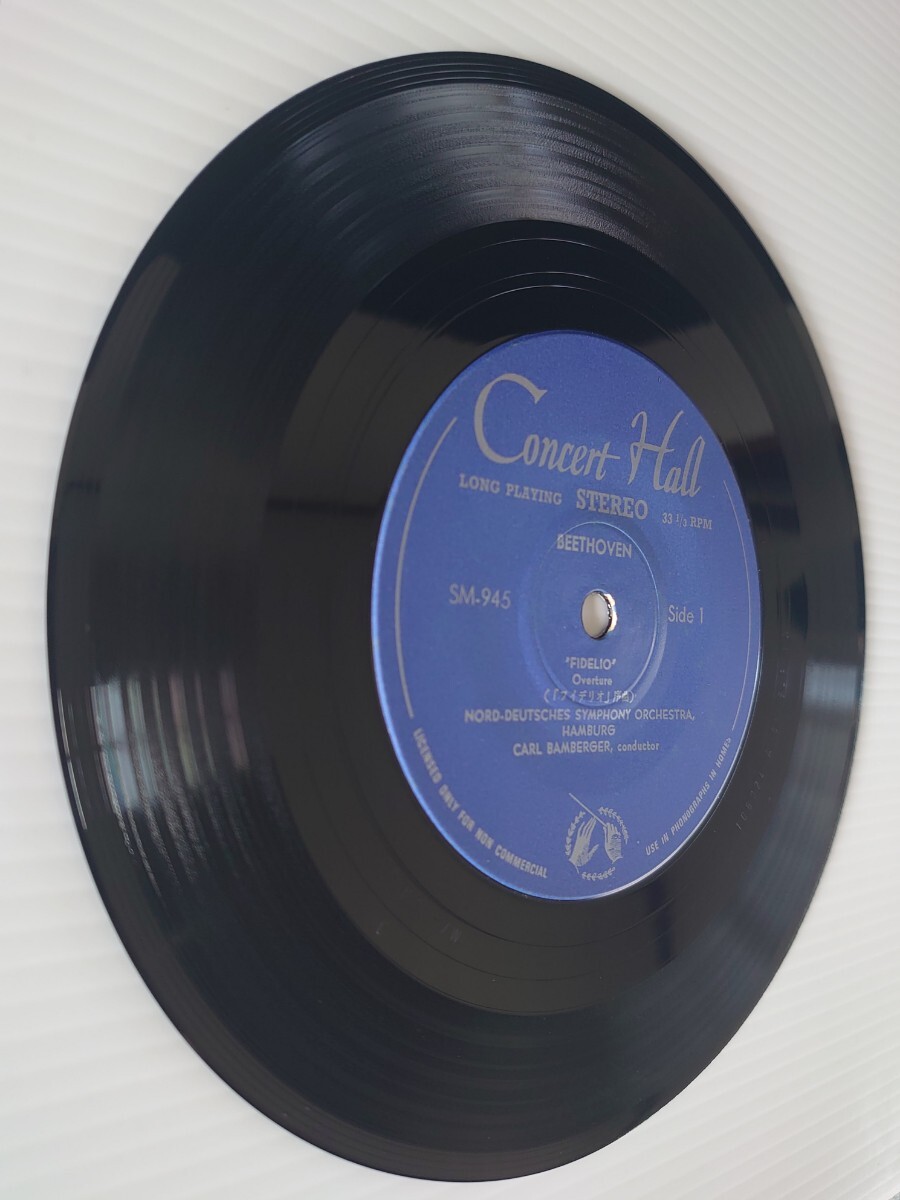 Concert Hall
LONG PLAYING STEREO 33 1/3 RPM
BEETHOVEN
SM-945
Side 1
"FIDELIO"
Overture
(「フイデリオ」序曲)
NORD-DEUTSCHES SYMPHONY ORCHESTRA,
HAMBURG
CARL BAMBERGER, conductor
LICENSED ONLY FOR NON COMMERCIAL
USE IN PHONOGRAPHS IN HOMES